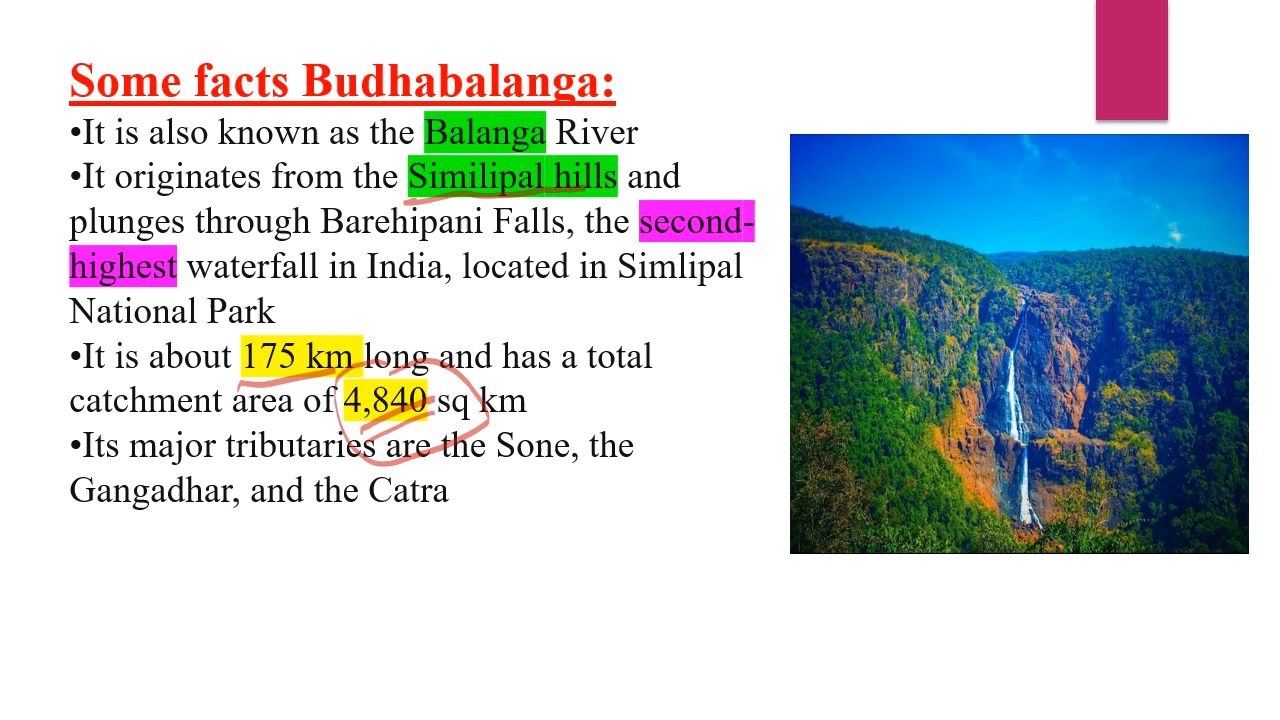 Some facts Budhabalanga:
•It is also known as the Balanga River
•It originates from the Similipal hills and
plunges through Barehipani Falls, the second-
highest waterfall in India, located in Simlipal
National Park
•It is about 175 km long and has a total
catchment area of 4,840 sq km
•Its major tributaries are the Sone, the
Gangadhar, and the Catra